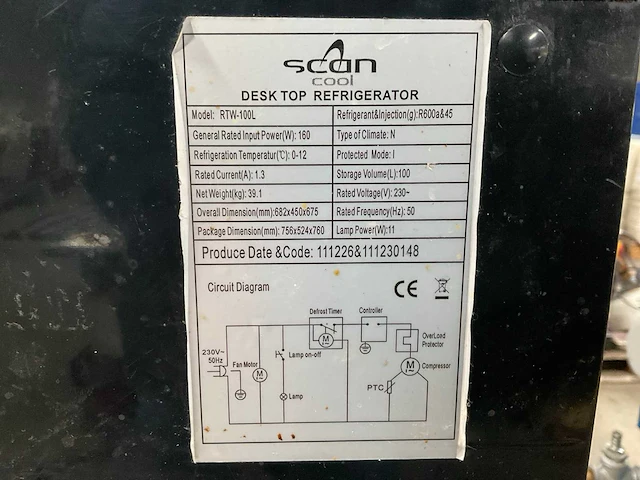 scan
cool
DESK TOP REFRIGERATOR
Model: RTW-100L
Refrigerant&Injection(g):R600a&45
General Rated Input Power(W): 160
Type of Climate: N
Refrigeration Temperatur(℃): 0-12
Protected Mode: I
Rated Current(A): 1.3
Storage Volume(L):100
Net Weight(kg): 39.1
Rated Voltage(V): 230~
Overall Dimension(mm):682x450x675
Rated Frequency(Hz): 50
Package Dimension(mm): 756x524x760
Lamp Power(W):11
Produce Date &Code: 111226&111230148
Circuit Diagram
CE
Defrost Timer
Controller
OverLoad
Protector
230V~
50Hz
Fan Motor
Lamp on-off
M
M
M
Compressor
PTC
Lamp